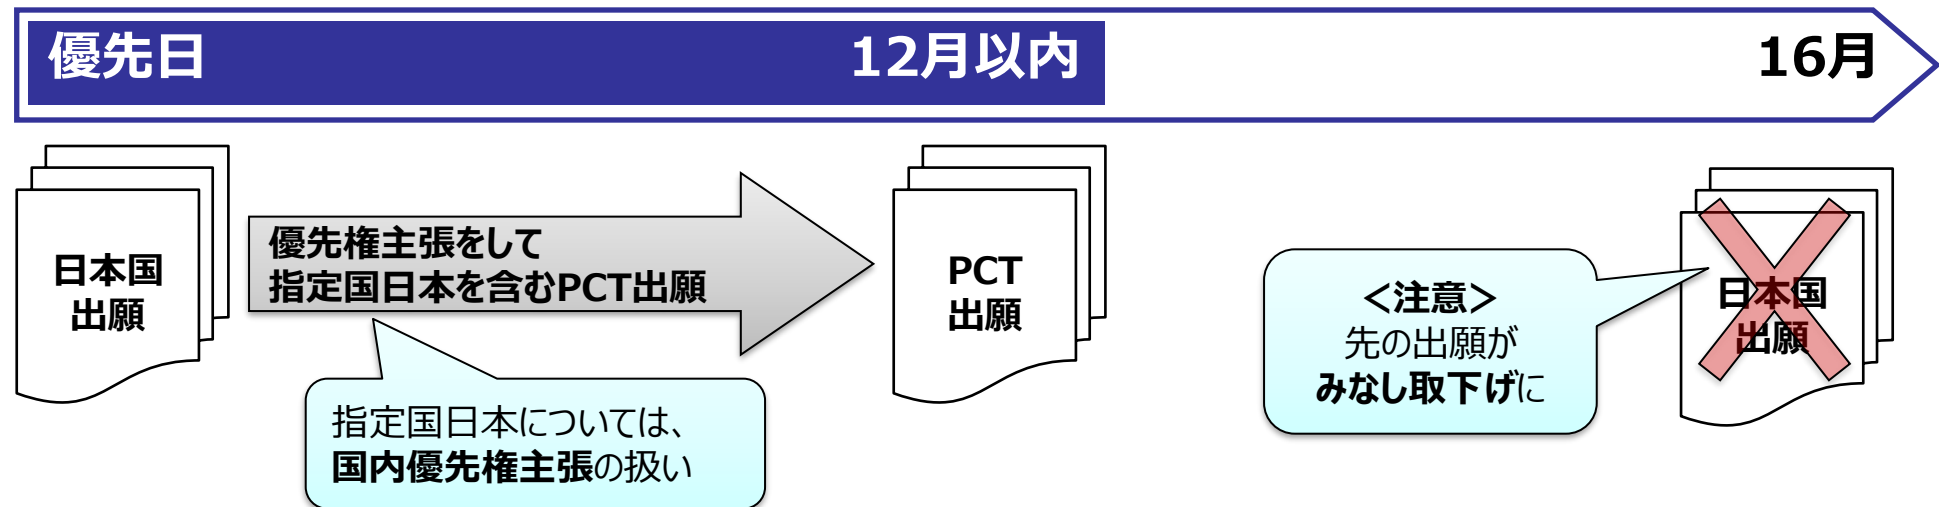 優先日
12月以内
16月
日本国
出願
優先権主張をして
指定国日本を含むPCT出願
PCT
出願
<注意>
先の出願が
みなし取下げに
日本国
出願
指定国日本については、
国内優先権主張の扱い